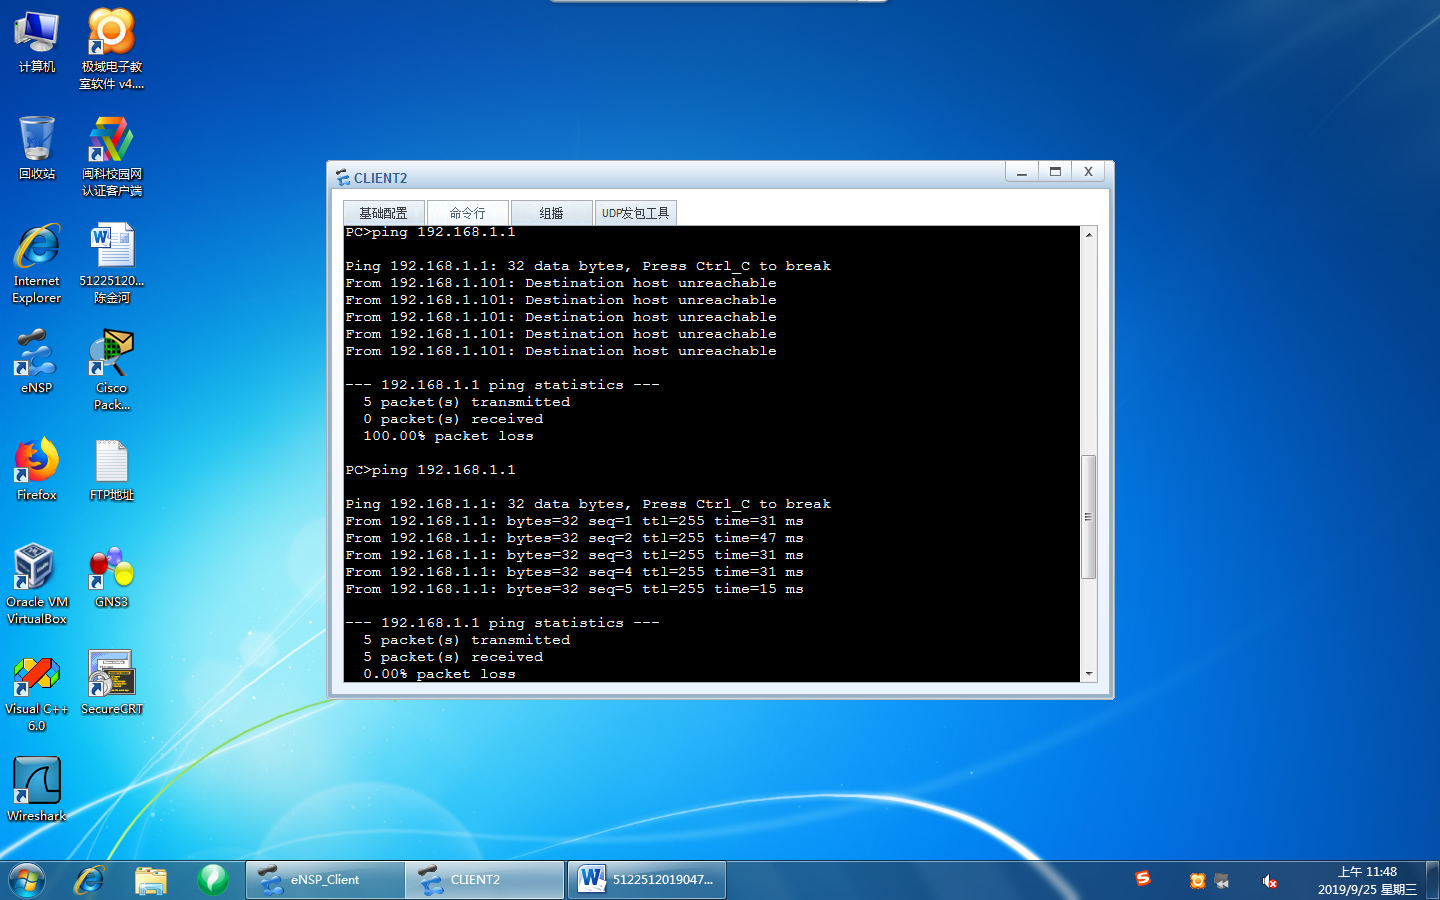 计算机
极域电子教
室软件 v4....
回收站
闽科校园网
认证客户端
Internet
Explorer
51225120...
陈金河
eNSP
Cisco
Pack...
Firefox
FTP地址
Oracle VM
VirtualBox
GNS3
Visual C++
6.0
SecureCRT
Wireshark
CLIENT2
基础配置
命令行
组播
UDP发包工具
PC>ping 192.168.1.1
Ping 192.168.1.1: 32 data bytes, Press Ctrl_C to break
From 192.168.1.101: Destination host unreachable
From 192.168.1.101: Destination host unreachable
From 192.168.1.101: Destination host unreachable
From 192.168.1.101: Destination host unreachable
From 192.168.1.101: Destination host unreachable
--- 192.168.1.1 ping statistics ---
5 packet(s) transmitted
0 packet(s) received
100.00% packet loss
PC>ping 192.168.1.1
Ping 192.168.1.1: 32 data bytes, Press Ctrl_C to break
From 192.168.1.1: bytes=32 seq=1 ttl=255 time=31 ms
From 192.168.1.1: bytes=32 seq=2 ttl=255 time=47 ms
From 192.168.1.1: bytes=32 seq=3 ttl=255 time=31 ms
From 192.168.1.1: bytes=32 seq=4 ttl=255 time=31 ms
From 192.168.1.1: bytes=32 seq=5 ttl=255 time=15 ms
--- 192.168.1.1 ping statistics ---
5 packet(s) transmitted
5 packet(s) received
0.00% packet loss
eNSP_Client
CLIENT2
5122512019047...
上午 11:48
2019/9/25 星期三